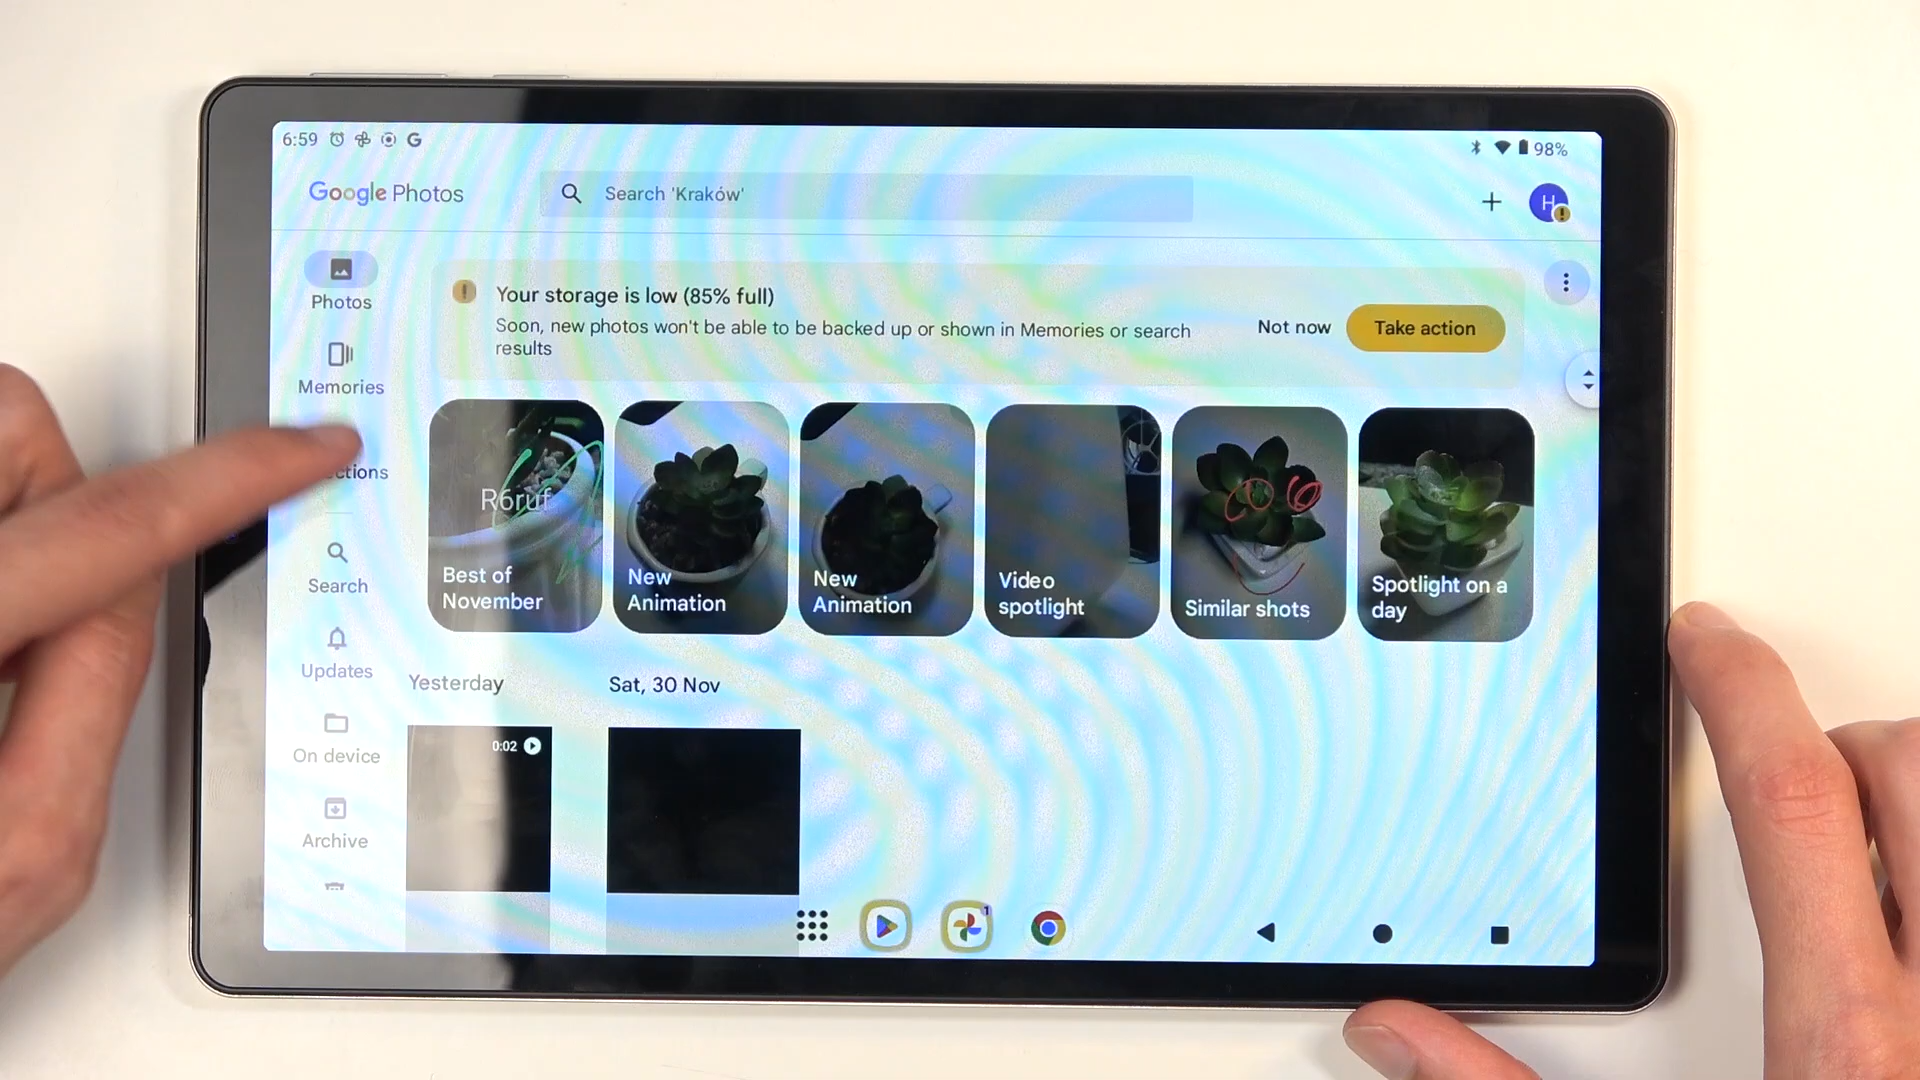 6:59
98%
Google Photos
Search 'Kraków'
H
Photos
Your storage is low (85% full)
Soon, new photos won't be able to be backed up or shown in Memories or search
results
Not now
Take action
Memories
ctions
R6ruf
Best of
November
New
Animation
New
Animation
Video
spotlight
Similar shots
Spotlight on a
day
Search
Updates
On device
Archive
Yesterday
Sat, 30 Nov
0:02
1